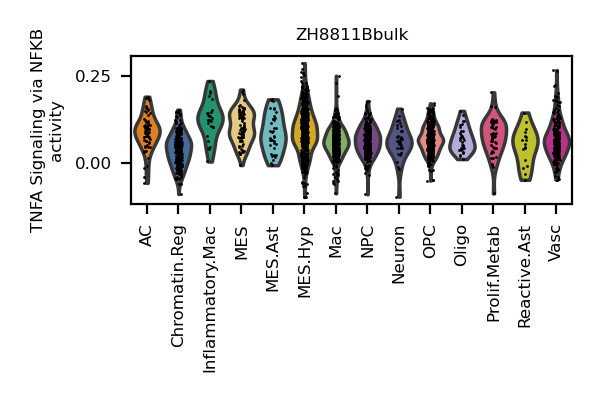 ZH8811Bbulk
TNFA Signaling via NFKB
activity
0.25
0.00
AC
Chromatin.Reg
Inflammatory.Mac
MES
MES.Ast
MES.Hyp
Mac
NPC
Neuron
OPC
Oligo
Prolif.Metab
Reactive.Ast
Vasc